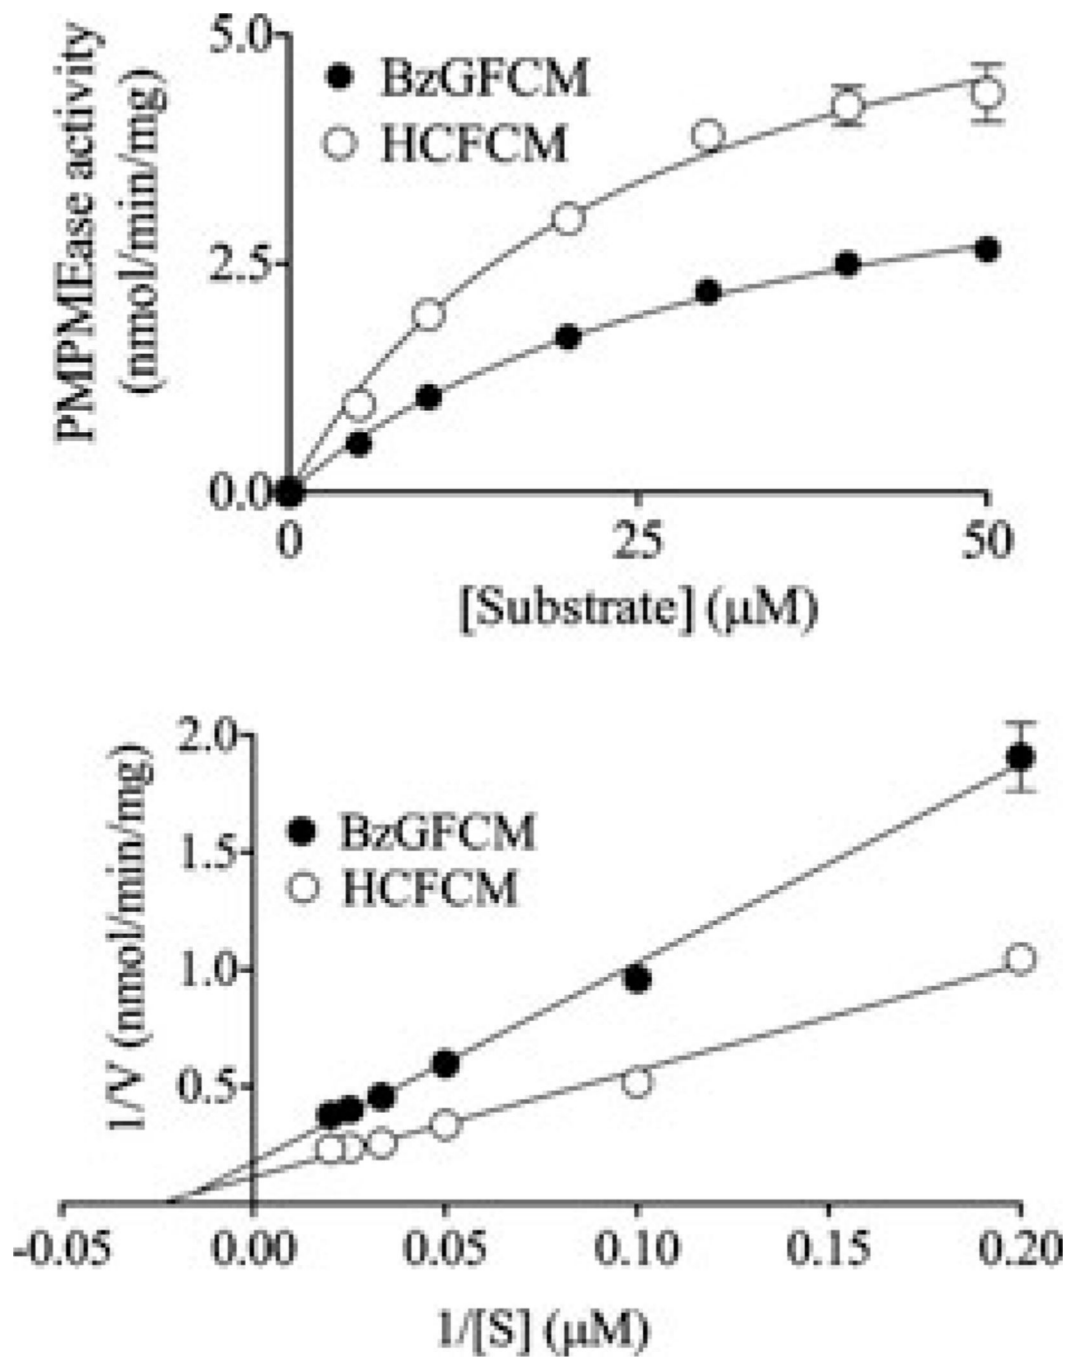 PMPMEase activity
(nmol/min/mg)
5.0
2.5
0.0
BzGFCM
HCFCM
0 25 50
[Substrate] (μM)
1/V (nmol/min/mg)
2.0
1.5
1.0
0.5
BzGFCM
HCFCM
-0.05 0.00 0.05 0.10 0.15 0.20
1/[S] (μM)